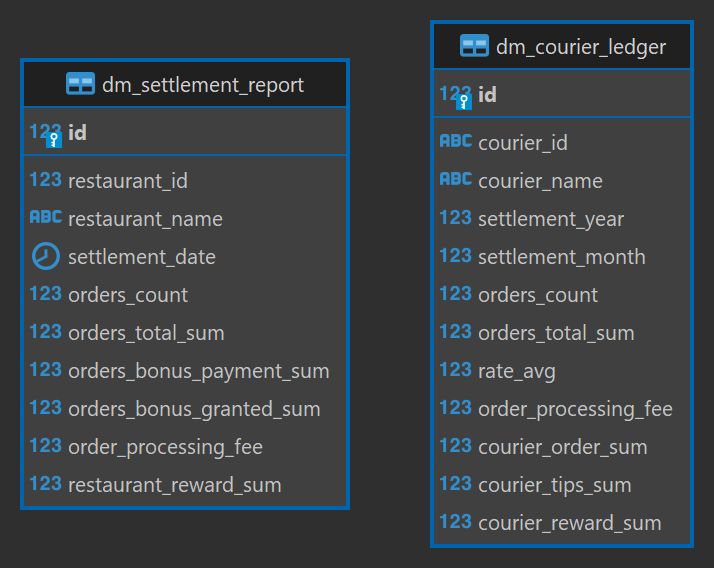 dm_settlement_report
123 id
123 restaurant_id
ABC restaurant_name
settlement_date
123 orders_count
123 orders_total_sum
123 orders_bonus_payment_sum
123 orders_bonus_granted_sum
123 order_processing_fee
123 restaurant_reward_sum
dm_courier_ledger
123 id
ABC courier_id
ABC courier_name
123 settlement_year
123 settlement_month
123 orders_count
123 orders_total_sum
123 rate_avg
123 order_processing_fee
123 courier_order_sum
123 courier_tips_sum
123 courier_reward_sum